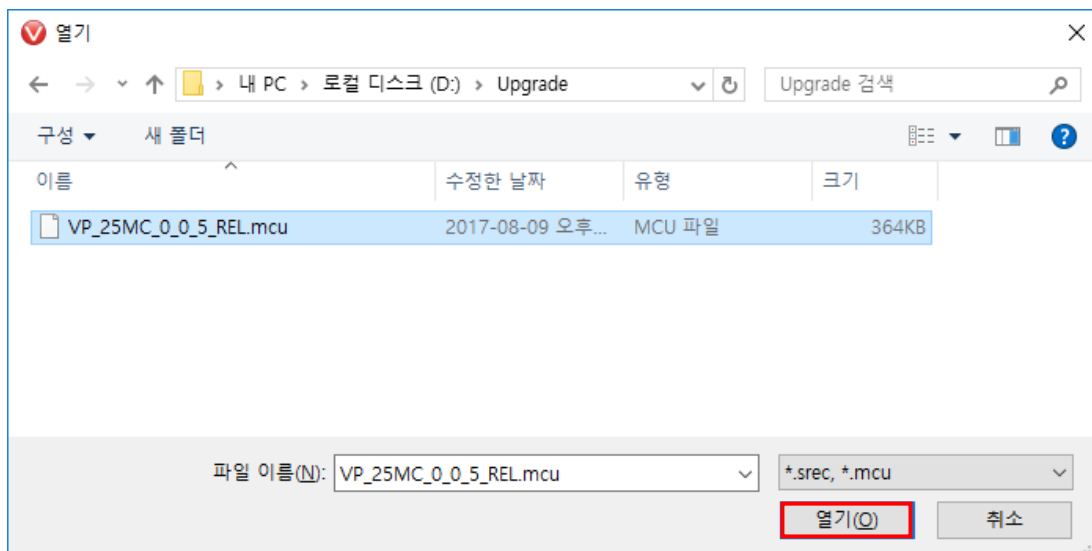 열기
내 PC › 로컬 디스크 (D:) › Upgrade
Upgrade 검색
구성 새 폴더
이름 수정한 날짜 유형 크기
VP_25MC_0_0_5_REL.mcu 2017-08-09 오후... MCU 파일 364KB
파일 이름(N): VP_25MC_0_0_5_REL.mcu *.srec, *.mcu
열기(O) 취소